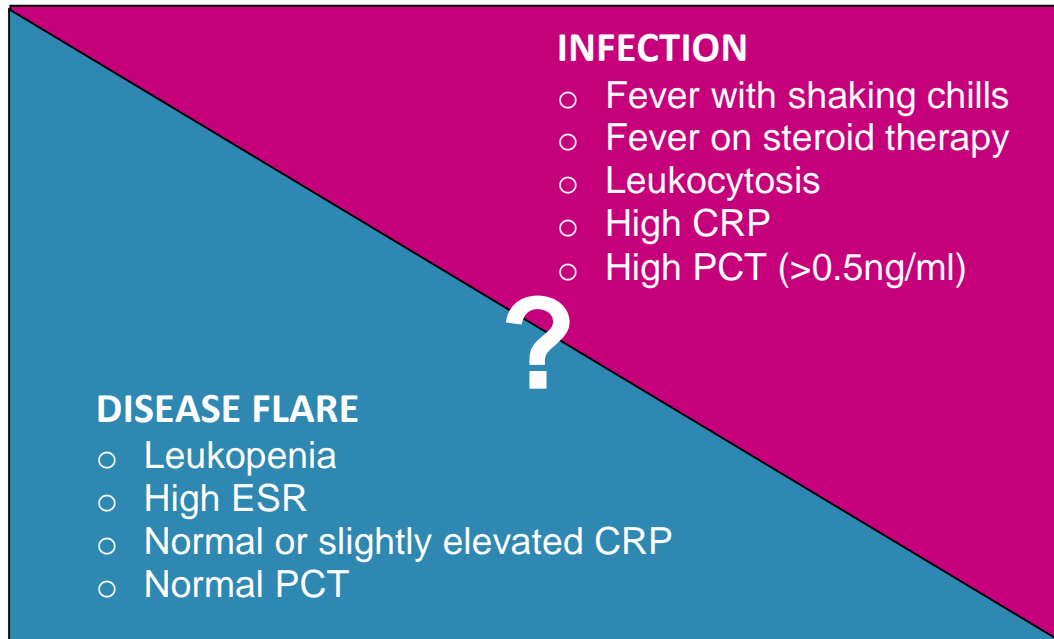 INFECTION
○ Fever with shaking chills
○ Fever on steroid therapy
○ Leukocytosis
○ High CRP
○ High PCT (>0.5ng/ml)
?
DISEASE FLARE
○ Leukopenia
○ High ESR
○ Normal or slightly elevated CRP
○ Normal PCT